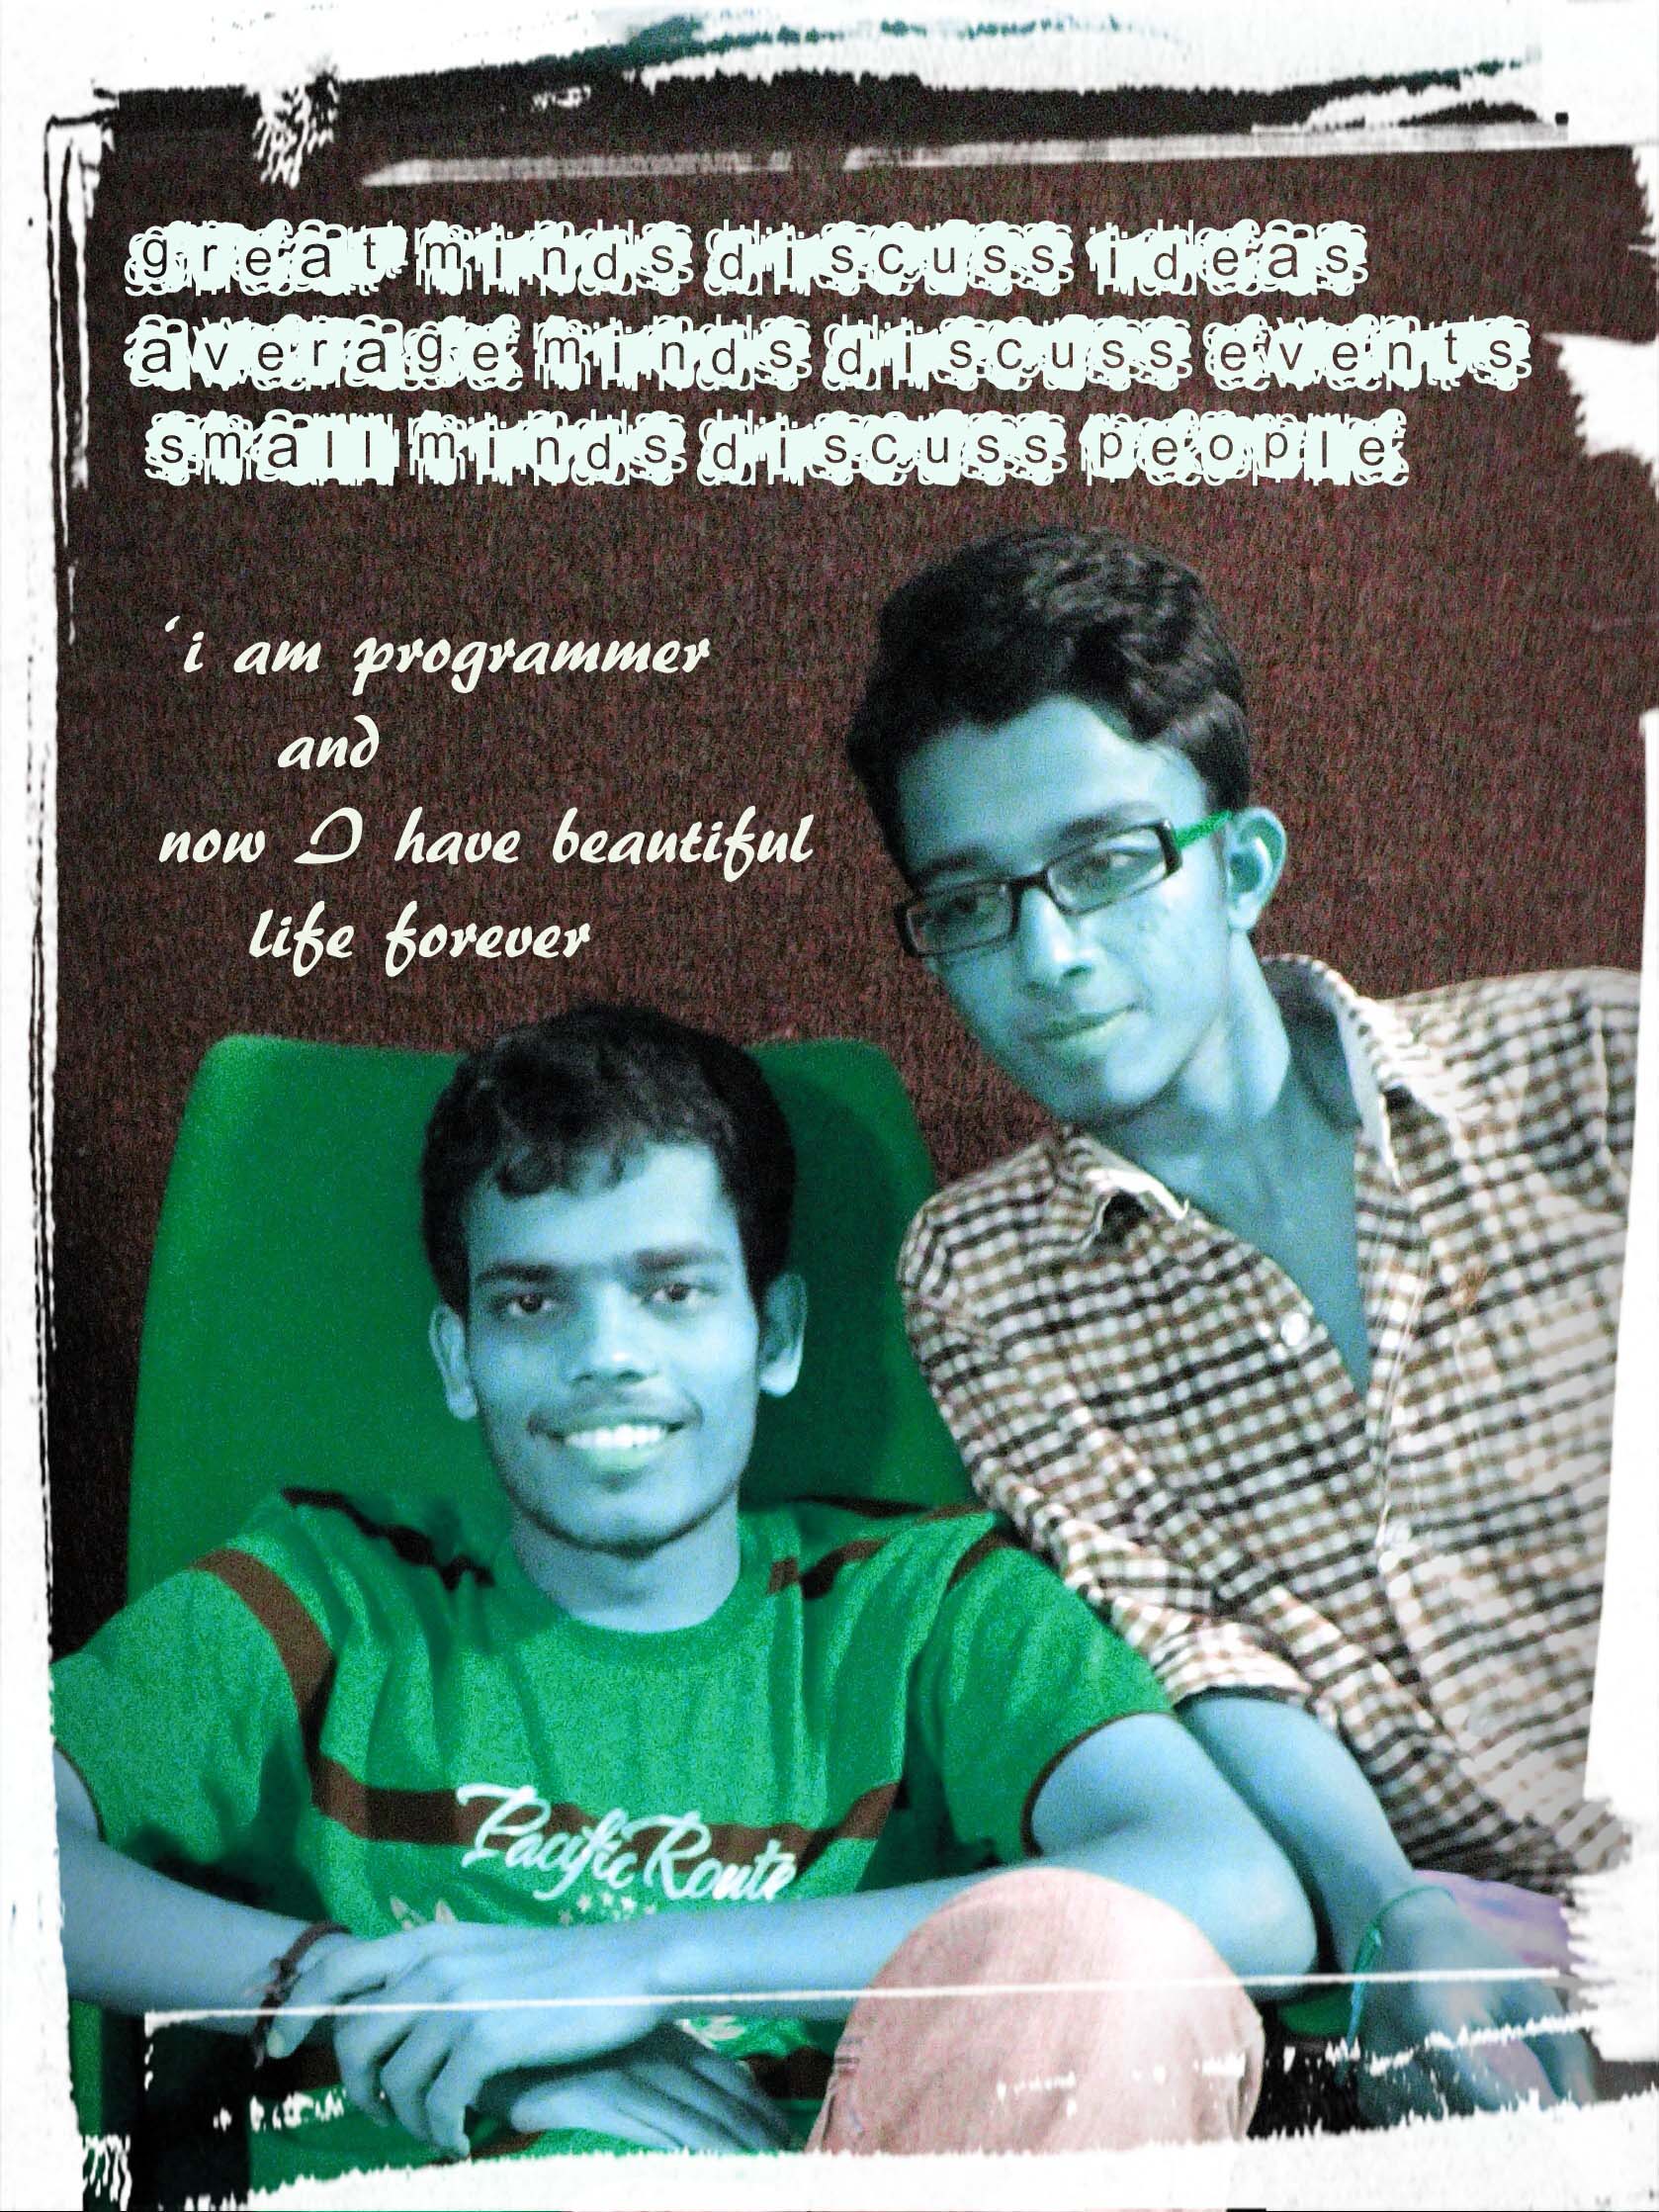 great minds discuss ideas
average minds discuss events
small minds discuss people
‘i am programmer
and
now I have beautiful
life forever
Pacific Route